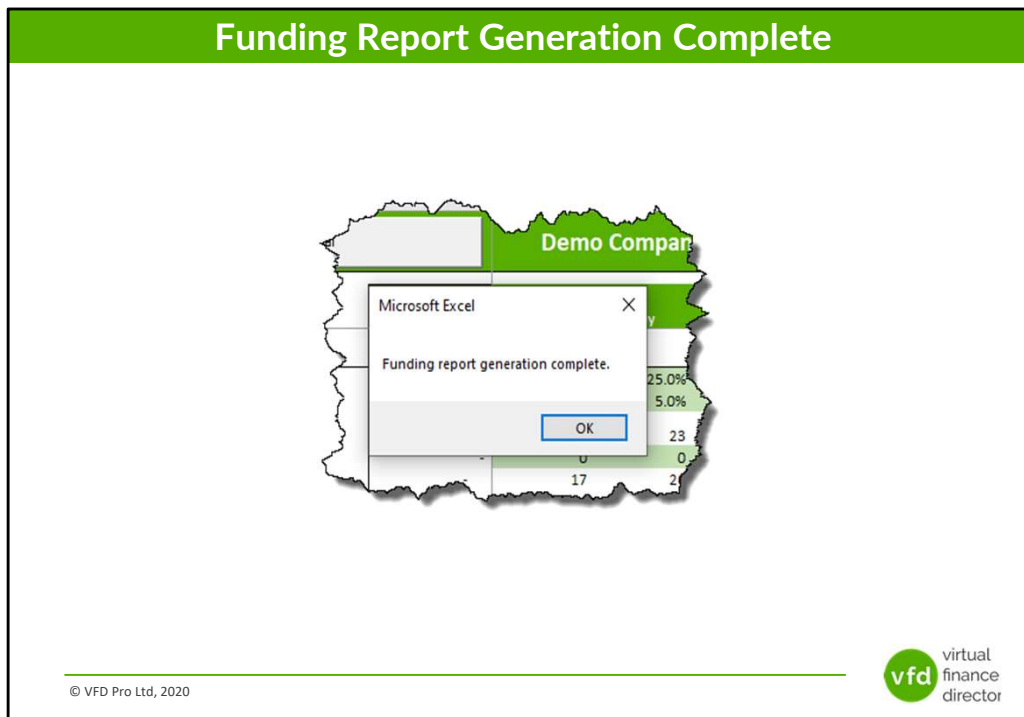 Funding Report Generation Complete
Demo Compan
Microsoft Excel
y
Funding report generation complete.
25.0%
5.0%
OK
23
- 0 0
- 17 2
© VFD Pro Ltd, 2020
vfd
virtual
finance
director